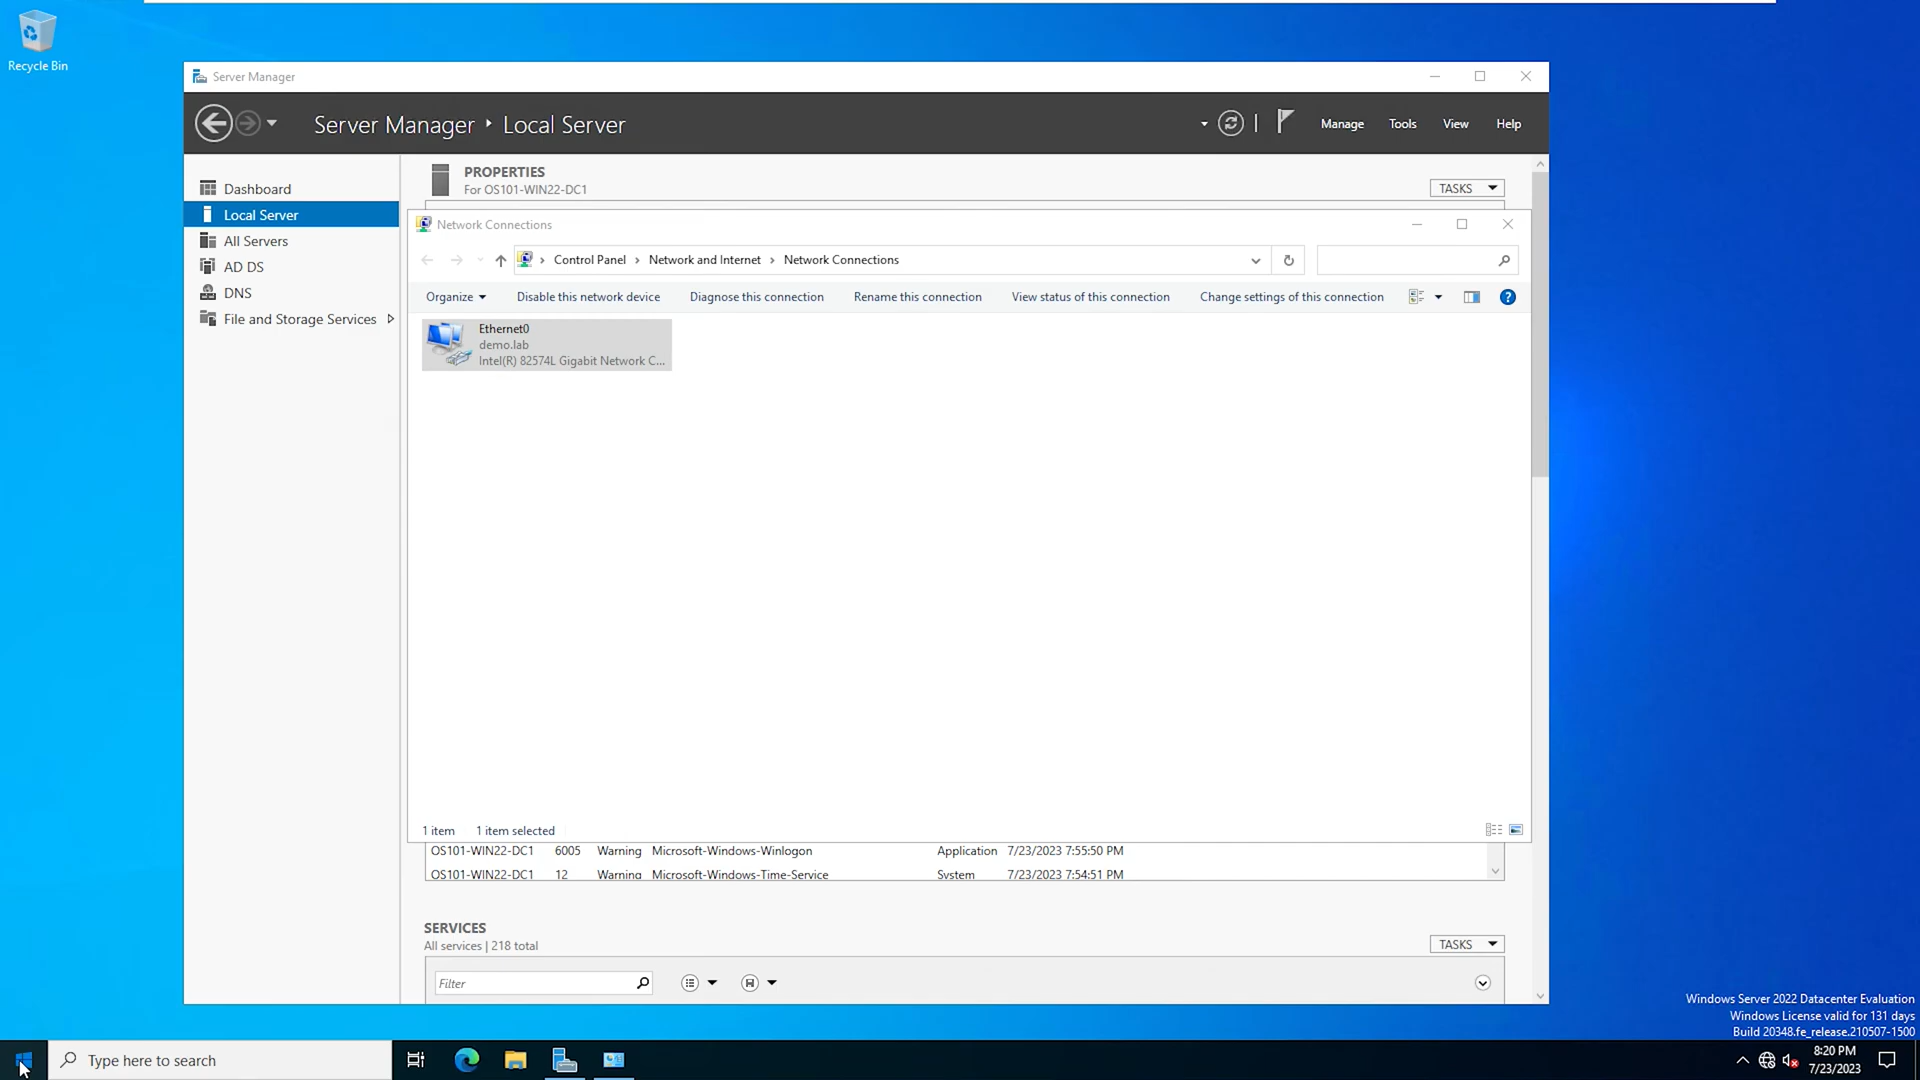 Recycle Bin
Server Manager
Server Manager
Local Server
Manage
Tools
View
Help
Dashboard
Local Server
All Servers
AD DS
DNS
File and Storage Services
PROPERTIES
For OS101-WIN22-DC1
TASKS
Network Connections
Control Panel
Network and Internet
Network Connections
Organize
Disable this network device
Diagnose this connection
Rename this connection
View status of this connection
Change settings of this connection
Ethernet0
demo.lab
Intel(R) 82574L Gigabit Network C...
1 item
1 item selected
OS101-WIN22-DC1 6005 Warning Microsoft-Windows-Winlogon Application 7/23/2023 7:55:50 PM
OS101-WIN22-DC1 12 Warning Microsoft-Windows-Time-Service System 7/23/2023 7:54:51 PM
SERVICES
All services | 218 total
TASKS
Filter
Windows Server 2022 Datacenter Evaluation
Windows License valid for 131 days
Build 20348.fe_release.210507-1500
Type here to search
8:20 PM
7/23/2023